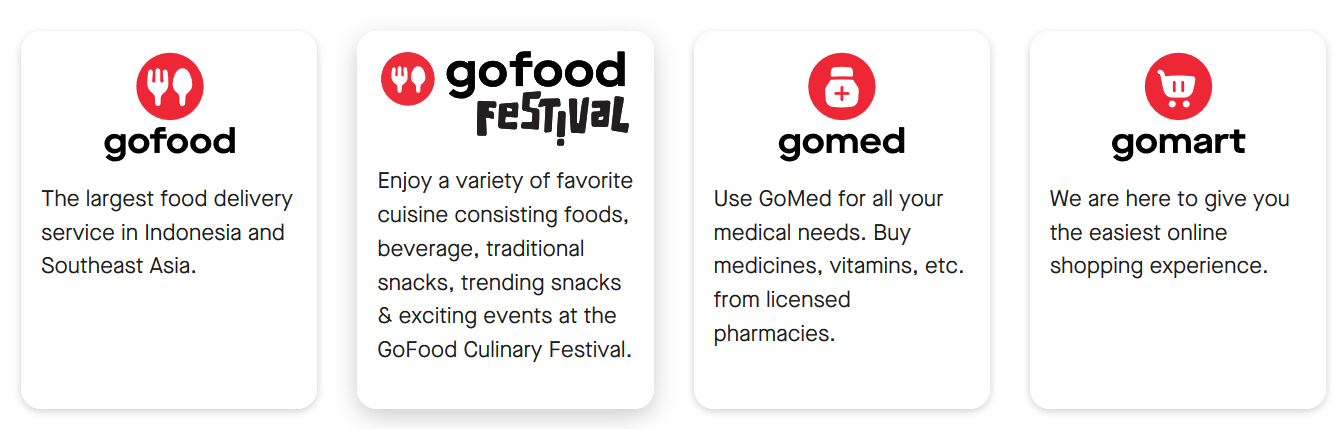 gofood
The largest food delivery
service in Indonesia and
Southeast Asia.
gofood
FESTIVAL
Enjoy a variety of favorite
cuisine consisting foods,
beverage, traditional
snacks, trending snacks
& exciting events at the
GoFood Culinary Festival.
gomed
Use GoMed for all your
medical needs. Buy
medicines, vitamins, etc.
from licensed
pharmacies.
gomart
We are here to give you
the easiest online
shopping experience.